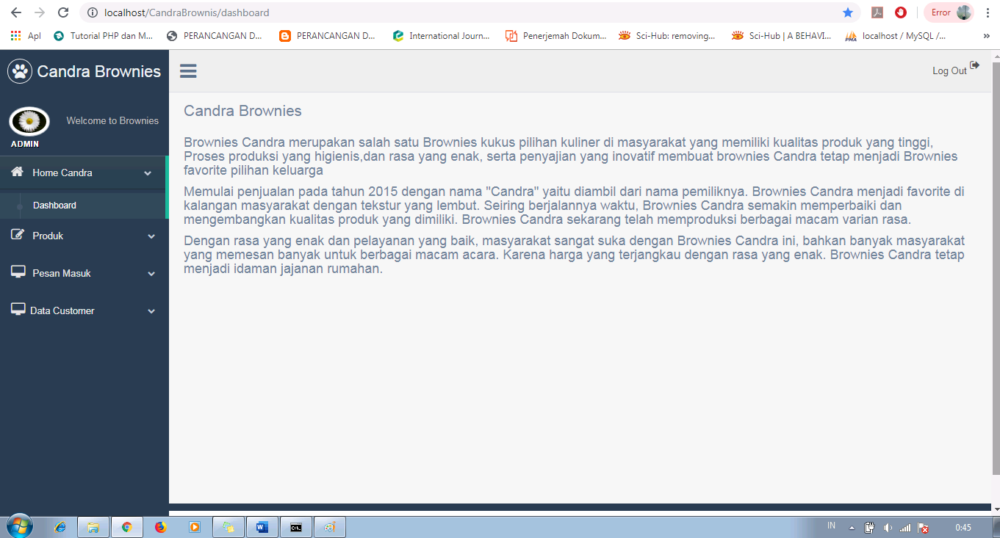 localhost/CandraBrownis/dashboard
Error
Apl
Tutorial PHP dan M...
PERANCANGAN D...
PERANCANGAN D...
International Journ...
Penerjemah Dokum...
Sci-Hub: removing...
Sci-Hub | A BEHAVI...
localhost / MySQL /...
»
Candra Brownies
Log Out
Welcome to Brownies
ADMIN
Home Candra
Dashboard
Produk
Pesan Masuk
Data Customer
Candra Brownies
Brownies Candra merupakan salah satu Brownies kukus pilihan kuliner di masyarakat yang memiliki kualitas produk yang tinggi,
Proses produksi yang higienis,dan rasa yang enak, serta penyajian yang inovatif membuat brownies Candra tetap menjadi Brownies
favorite pilihan keluarga
Memulai penjualan pada tahun 2015 dengan nama "Candra" yaitu diambil dari nama pemiliknya. Brownies Candra menjadi favorite di
kalangan masyarakat dengan tekstur yang lembut. Seiring berjalannya waktu, Brownies Candra semakin memperbaiki dan
mengembangkan kualitas produk yang dimiliki. Brownies Candra sekarang telah memproduksi berbagai macam varian rasa.
Dengan rasa yang enak dan pelayanan yang baik, masyarakat sangat suka dengan Brownies Candra ini, bahkan banyak masyarakat
yang memesan banyak untuk berbagai macam acara. Karena harga yang terjangkau dengan rasa yang enak. Brownies Candra tetap
menjadi idaman jajanan rumahan.
IN
0:45